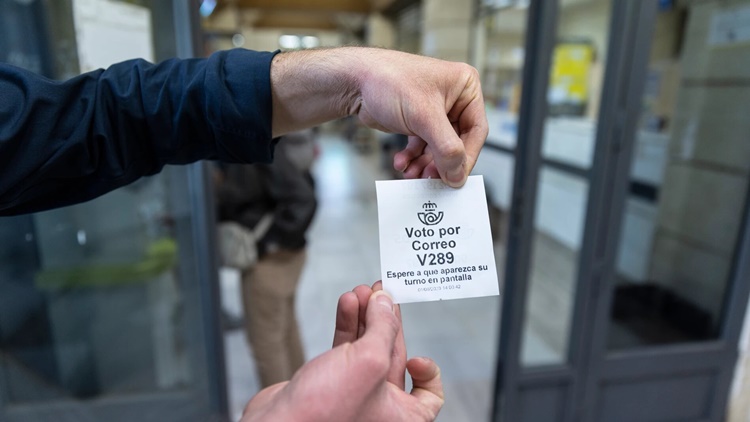 Voto por
Correo
V289
Espere a que aparezca su
turno en pantalla